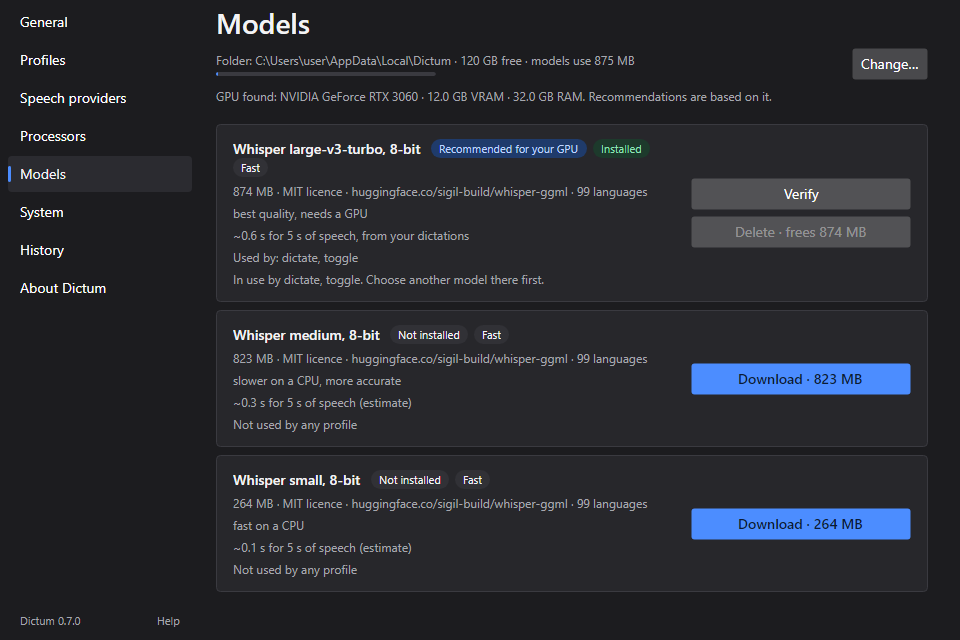 General
Profiles
Speech providers
Processors
Models
System
History
About Dictum
Dictum 0.7.0
Help
Models
Folder: C:\Users\user\AppData\Local\Dictum · 120 GB free · models use 875 MB
Change...
GPU found: NVIDIA GeForce RTX 3060 · 12.0 GB VRAM · 32.0 GB RAM. Recommendations are based on it.
Whisper large-v3-turbo, 8-bit Recommended for your GPU Installed
Fast
874 MB · MIT licence · huggingface.co/sigil-build/whisper-ggml · 99 languages
best quality, needs a GPU
~0.6 s for 5 s of speech, from your dictations
Used by: dictate, toggle
In use by dictate, toggle. Choose another model there first.
Verify
Delete · frees 874 MB
Whisper medium, 8-bit Not installed Fast
823 MB · MIT licence · huggingface.co/sigil-build/whisper-ggml · 99 languages
slower on a CPU, more accurate
~0.3 s for 5 s of speech (estimate)
Not used by any profile
Download · 823 MB
Whisper small, 8-bit Not installed Fast
264 MB · MIT licence · huggingface.co/sigil-build/whisper-ggml · 99 languages
fast on a CPU
~0.1 s for 5 s of speech (estimate)
Not used by any profile
Download · 264 MB